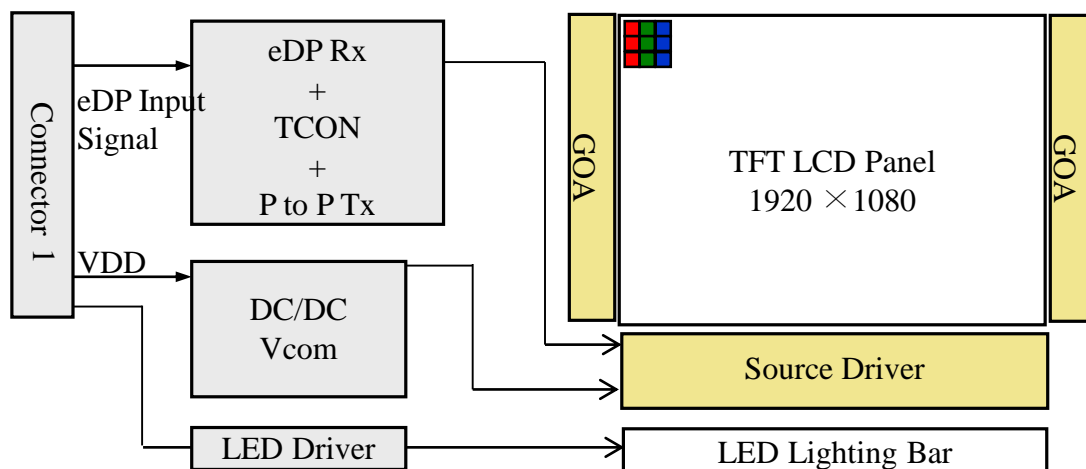 Connector 1
eDP Input
Signal
VDD
eDP Rx
+
TCON
+
P to P Tx
DC/DC
Vcom
LED Driver
GOA
TFT LCD Panel
1920 ×1080
GOA
Source Driver
LED Lighting Bar